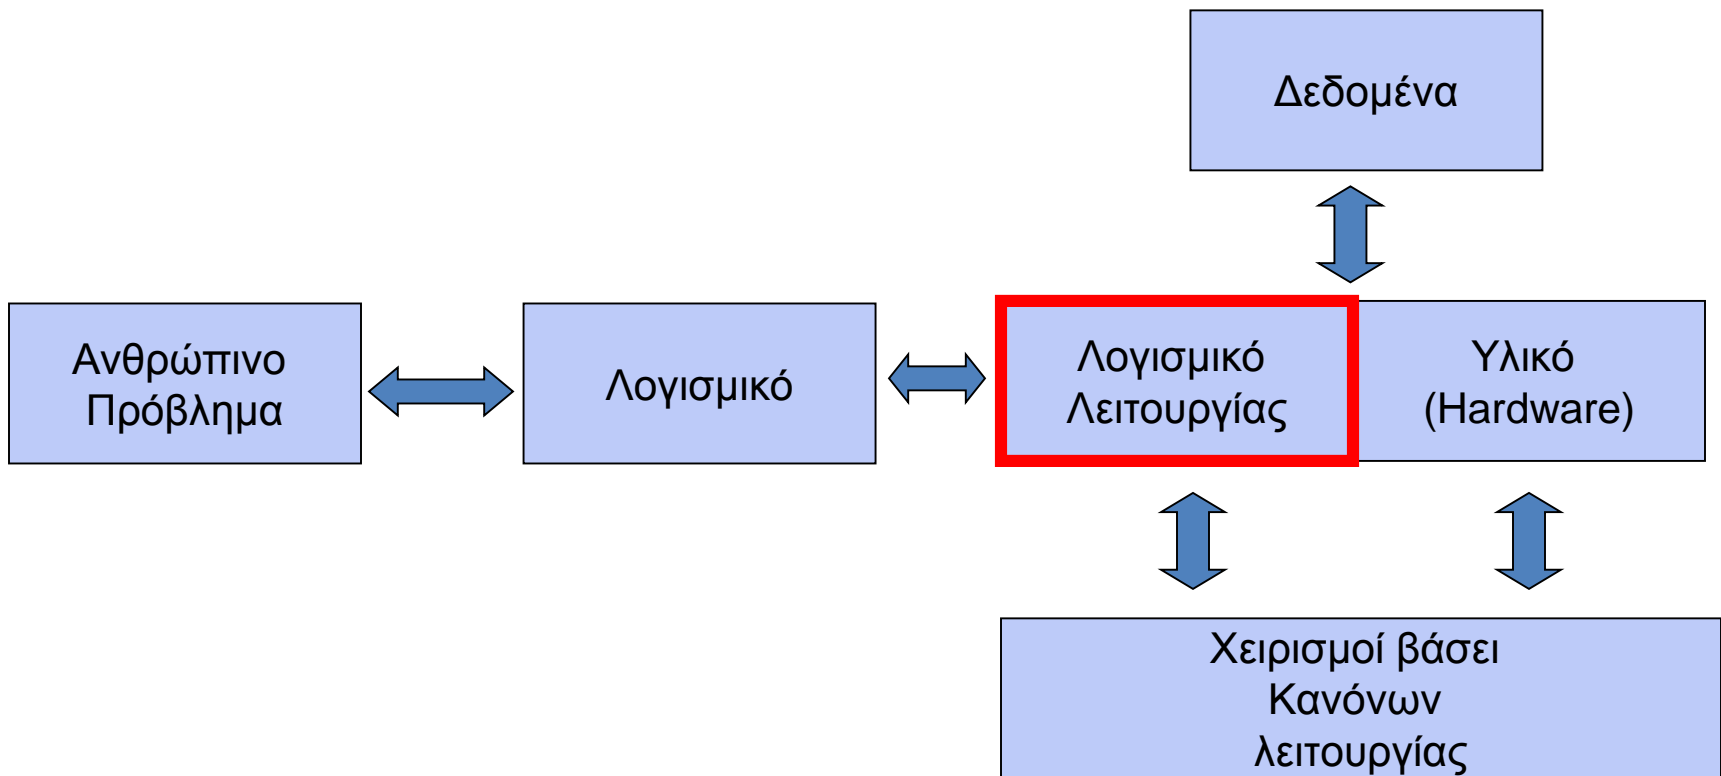 Δεδομένα
Ανθρώπινο
Πρόβλημα
Λογισμικό
Λογισμικό
Λειτουργίας
Υλικό
(Hardware)
Χειρισμοί βάσει
Κανόνων
λειτουργίας